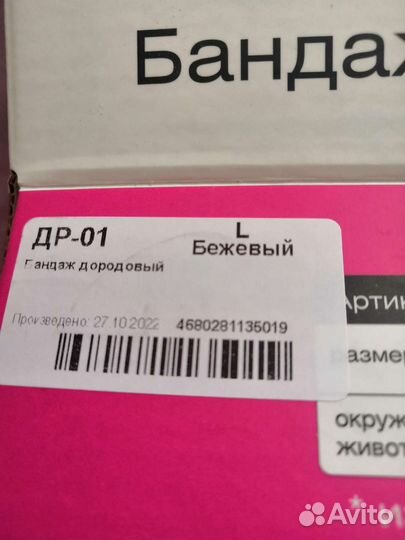 Бандаж
ДР-01
L
Бежевый
Бандаж дородовый
Произведено: 27.10.2022
4680281135019
Артик
разме
окруж
живот
*
Avito